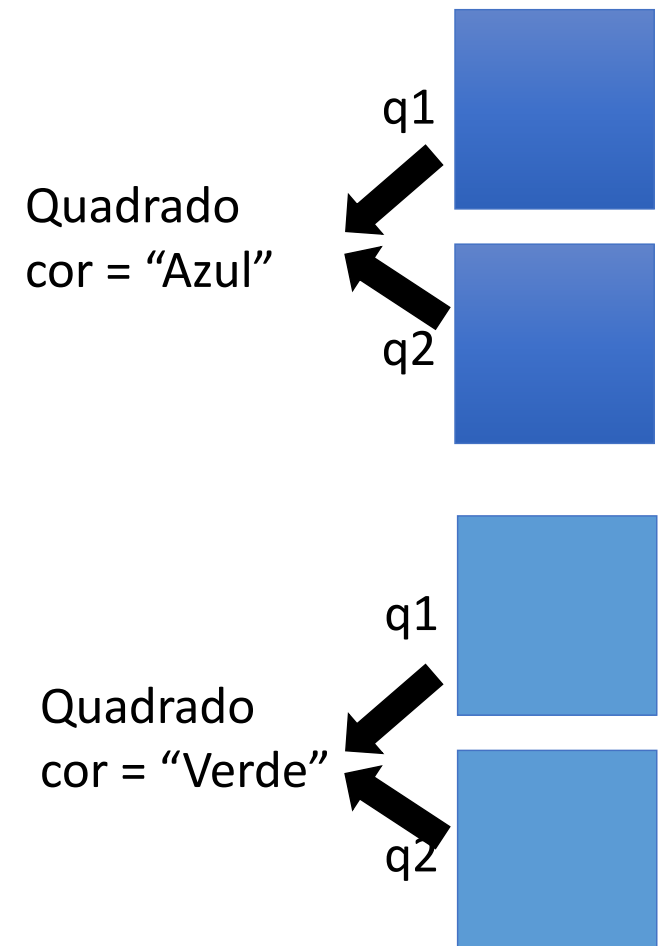 q1
Quadrado
cor = “Azul”
q2
q1
Quadrado
cor = “Verde”
q2